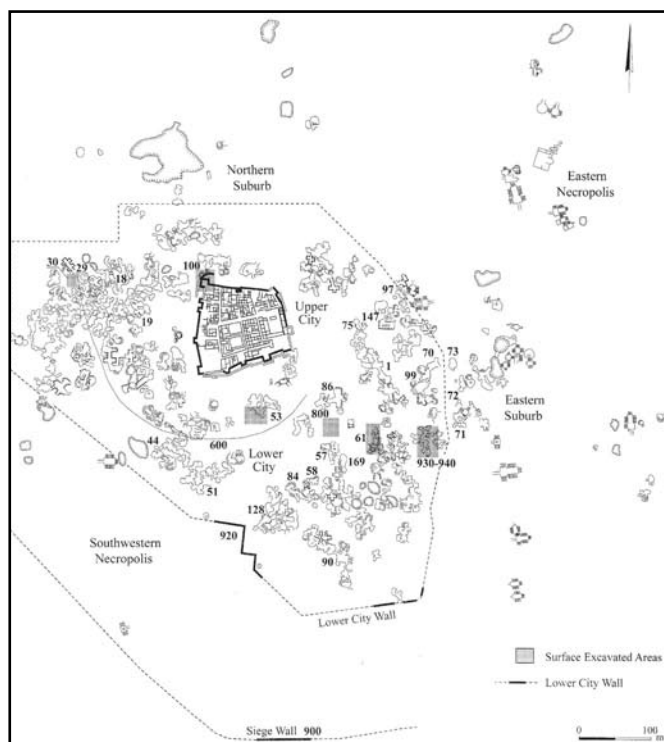 Northern
Suburb
Eastern
Necropolis
30
29
18
100
97
19
Upper
City
147
75
70
73
1
99
86
72
Eastern
Suburb
53
800
71
44
600
61
Lower
City
57
169
930-940
51
84
58
128
Southwestern
Necropolis
920
90
Lower City Wall
Surface Excavated Areas
Lower City Wall
Siege Wall 900
0
100
m